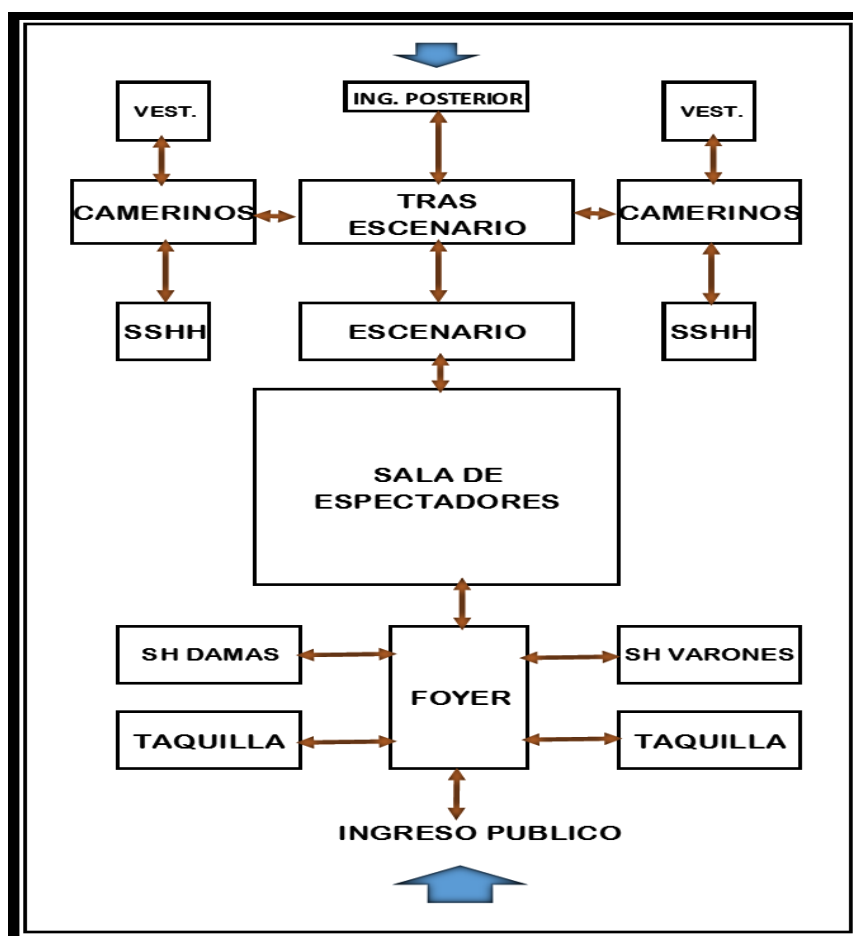 ING. POSTERIOR
VEST.
VEST.
CAMERINOS
TRAS
ESCENARIO
CAMERINOS
SSHH
ESCENARIO
SSHH
SALA DE
ESPECTADORES
SH DAMAS
FOYER
SH VARONES
TAQUILLA
TAQUILLA
INGRESO PUBLICO